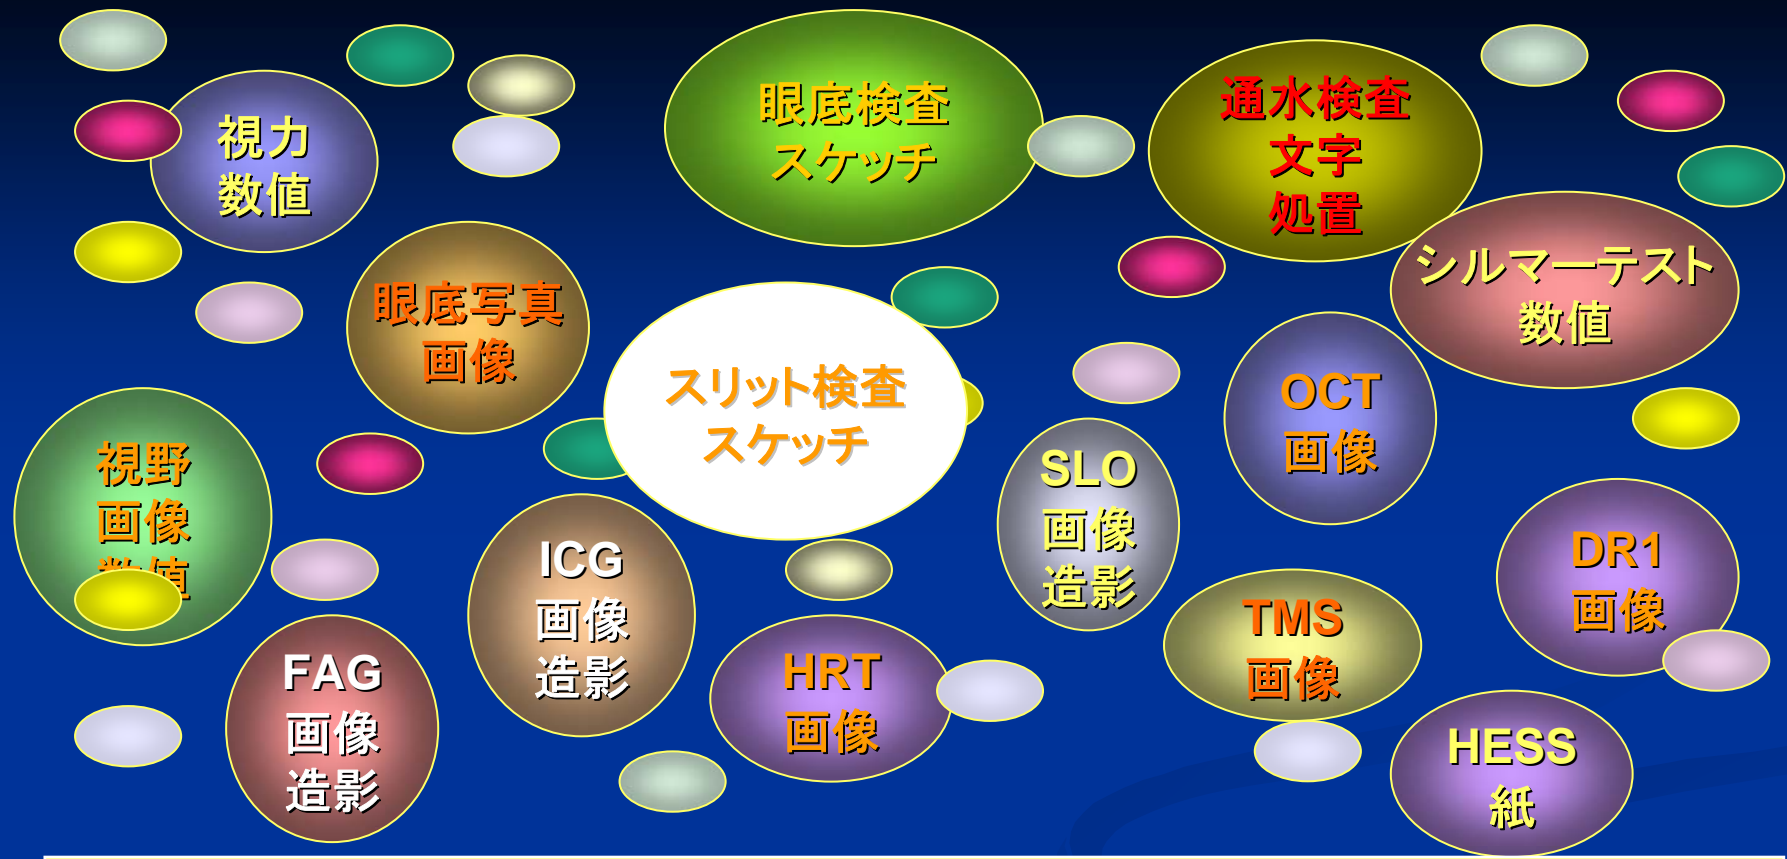 視力
数値
眼底検査
スケッチ
通水検査
文字
処置
シルマーテスト
数値
眼底写真
画像
スリット検査
スケッチ
OCT
画像
視野
画像
数値
SLO
画像
造影
ICG
画像
造影
DR1
画像
TMS
画像
FAG
画像
造影
HRT
画像
HESS
紙